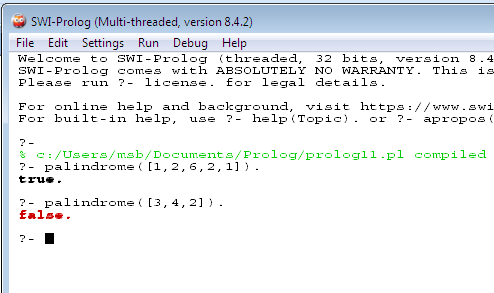 SWI-Prolog (Multi-threaded, version 8.4.2)
File Edit Settings Run Debug Help
Welcome to SWI-Prolog (threaded, 32 bits, version 8.4
SWI-Prolog comes with ABSOLUTELY NO WARRANTY. This is
Please run ?- license. for legal details.
For online help and background, visit https://www.swi
For built-in help, use ?- help(Topic). or ?- apropos(
?-
% c:/Users/msb/Documents/Prolog/prolog11.pl compiled
?- palindrome([1,2,6,2,1]).
true.
?- palindrome([3,4,2]).
false.
?-